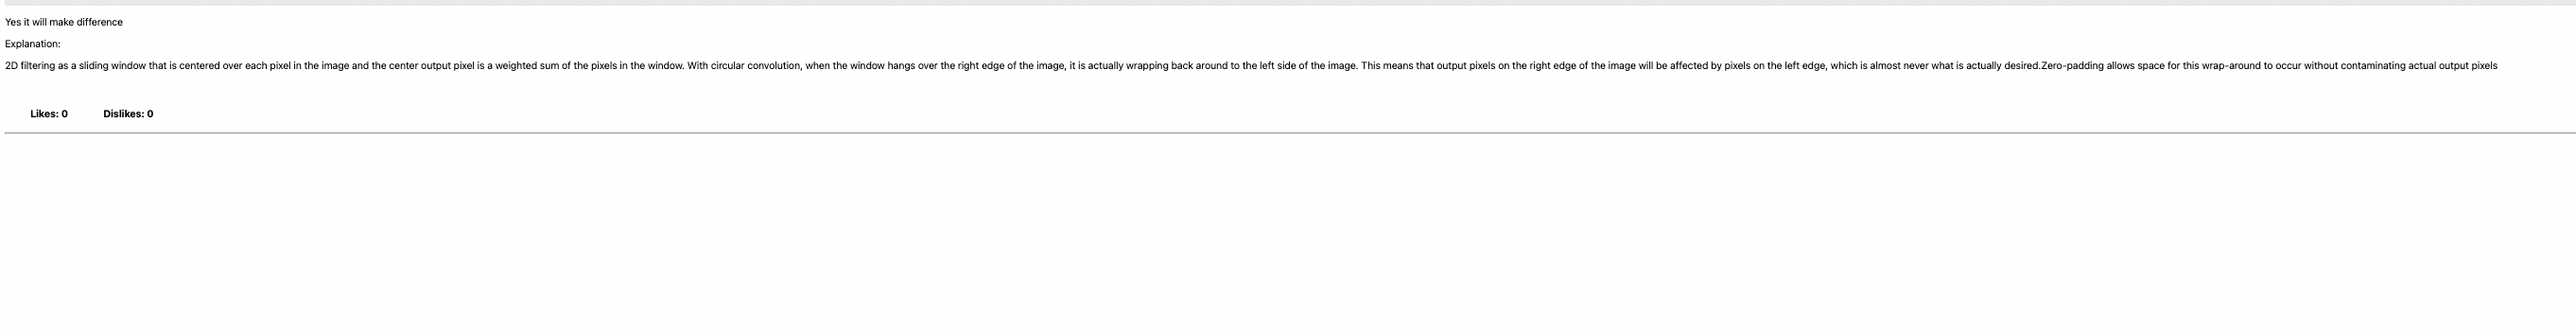 Yes it will make difference
Explanation:
2D filtering as a sliding window that is centered over each pixel in the image and the center output pixel is a weighted sum of the pixels in the window. With circular convolution, when the window hangs over the right edge of the image, it is actually wrapping back around to the left side of the image. This means that output pixels on the right edge of the image will be affected by pixels on the left edge, which is almost never what is actually desired.Zero-padding allows space for this wrap-around to occur without contaminating actual output pixels
Likes: 0 Dislikes: 0